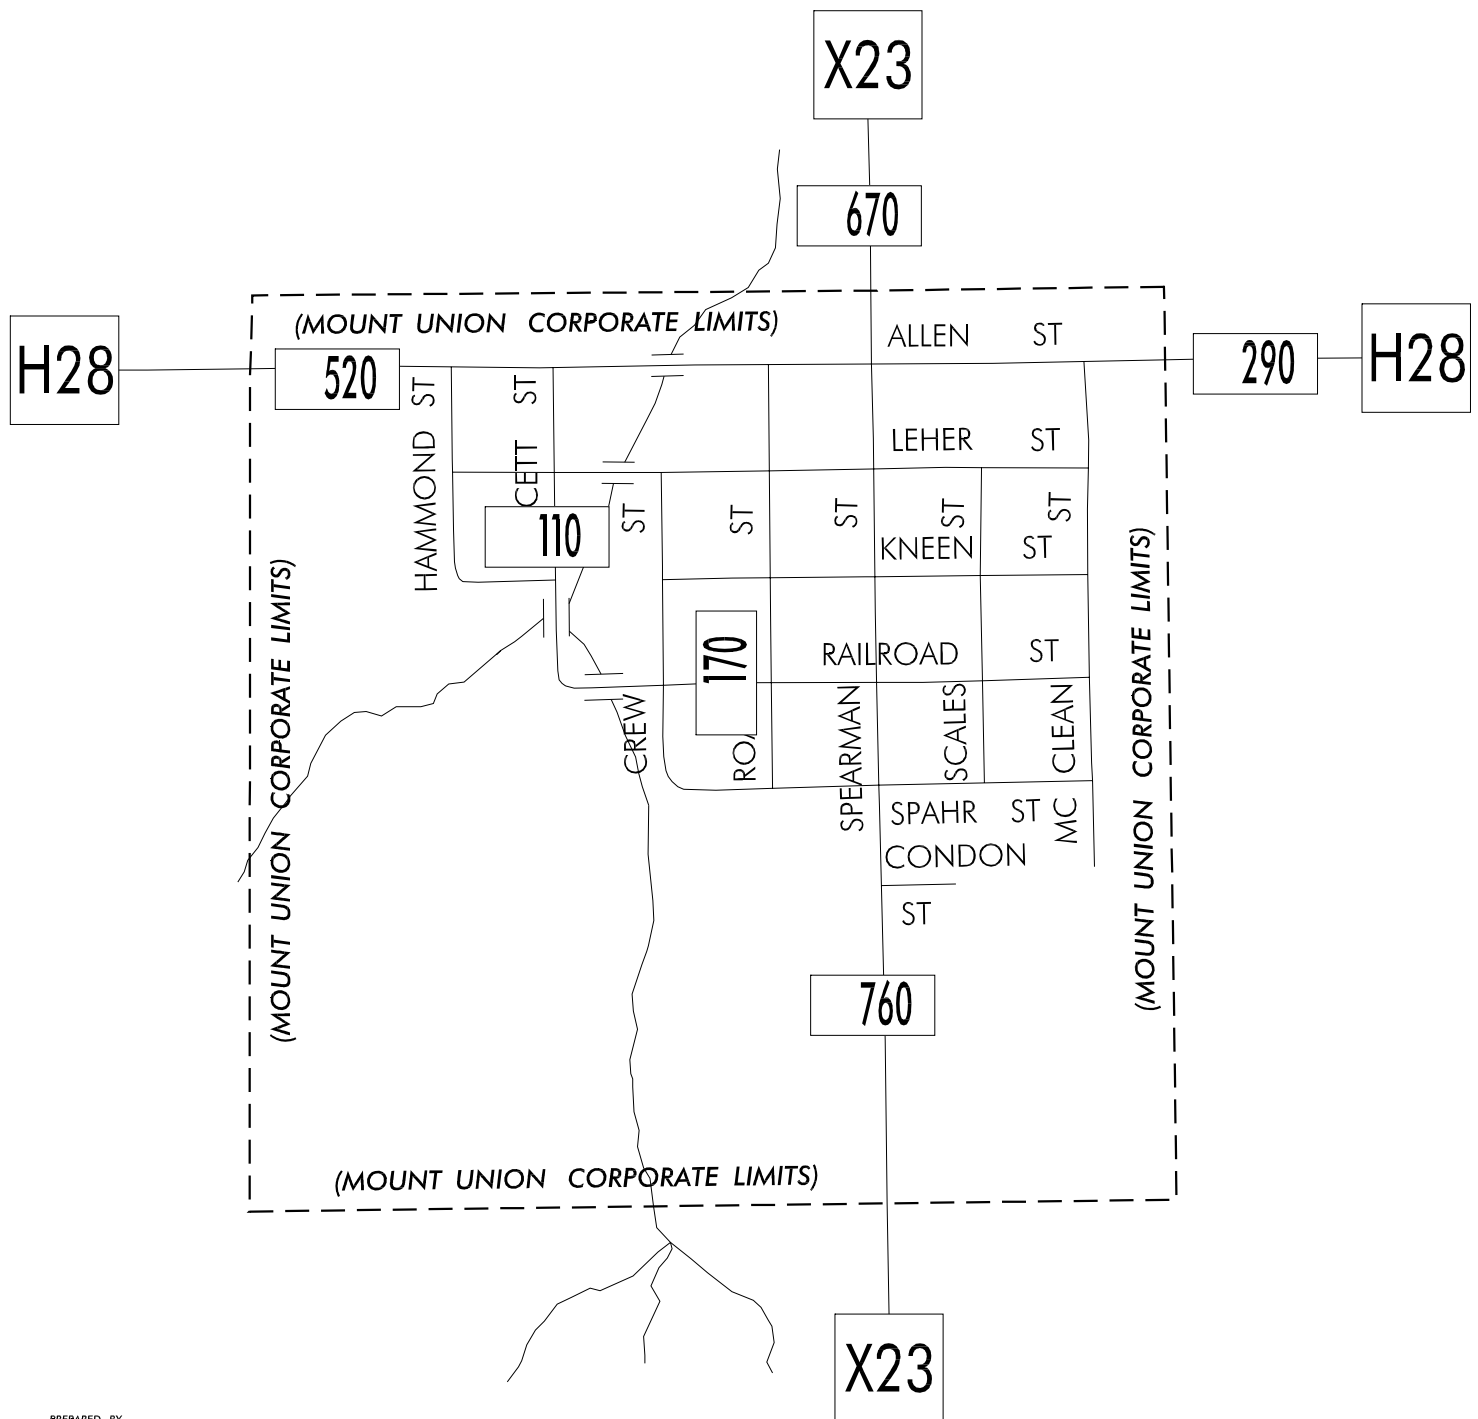 X23
670
(MOUNT UNION CORPORATE LIMITS)
ALLEN ST
H28
520
290
H28
HAMMOND ST
ST
LEHER ST
110
ST
ST
ST
ST
ST
KNEEN ST
(MOUNT UNION CORPORATE LIMITS)
(MOUNT UNION CORPORATE LIMITS)
170
RAILROAD ST
CREW
SPEARMAN
SCALES
MC CLEAN
SPAHR ST
CONDON
ST
760
(MOUNT UNION CORPORATE LIMITS)
X23
PREPARED BY